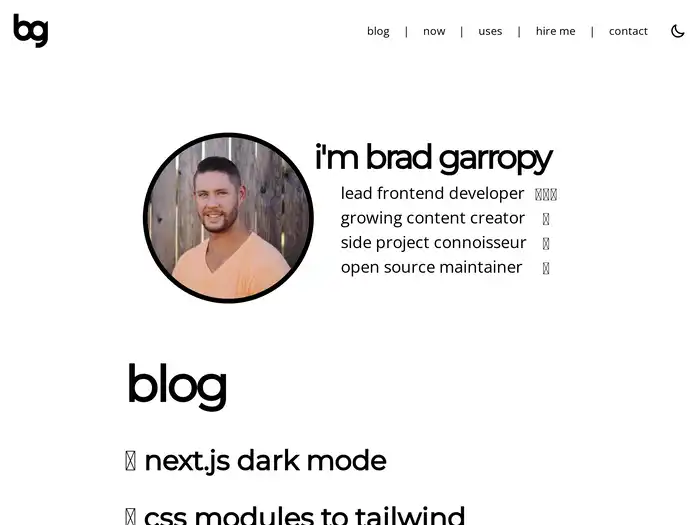 bg
blog | now | uses | hire me | contact
i'm brad garropy
lead frontend developer
growing content creator
side project connoisseur
open source maintainer
blog
next.js dark mode
css modules to tailwind